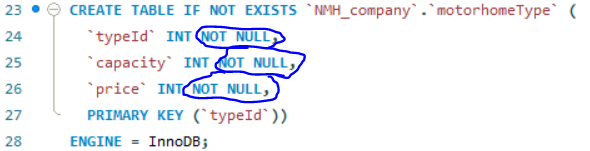 23 CREATE TABLE IF NOT EXISTS `NMH_company`.`motorhomeType` (
24 `typeId` INT NOT NULL,
25 `capacity` INT NOT NULL,
26 `price` INT NOT NULL,
27 PRIMARY KEY (`typeId`))
28 ENGINE = InnoDB;